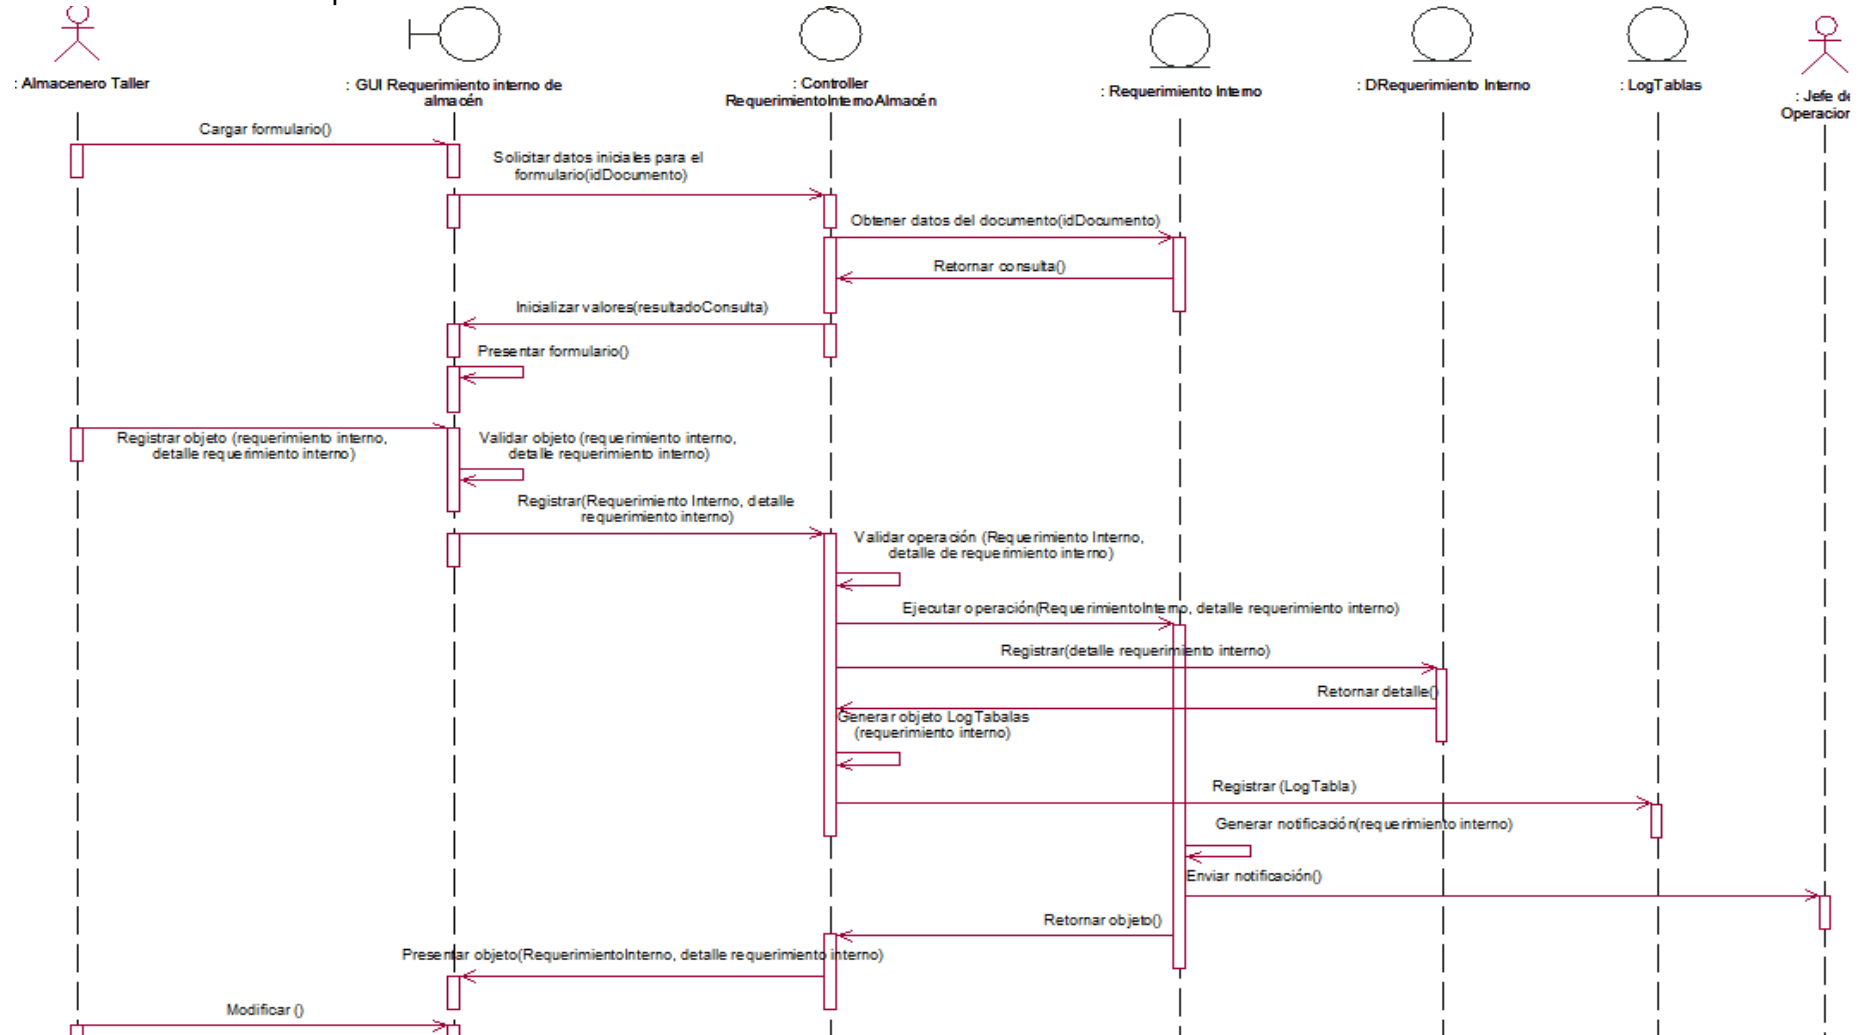 : Almacenero Taller
: GUI Requerimiento interno de
almacén
: Controller
RequerimientoInternoAlmacén
: Requerimiento Interno
: DRequerimiento Interno
: LogTablas
: Jefe de
Operacion
Cargar formulario()
Solicitar datos iniciales para el
formulario(idDocumento)
Obtener datos del documento(idDocumento)
Retornar consulta()
Inicializar valores(resultadoConsulta)
Presentar formulario()
Registrar objeto (requerimiento interno,
detalle requerimiento interno)
Validar objeto (requerimiento interno,
detalle requerimiento interno)
Registrar(Requerimiento Interno, detalle
requerimiento interno)
Validar operación (Requerimiento Interno,
detalle de requerimiento interno)
Ejecutar operación(RequerimientoInterno, detalle requerimiento interno)
Registrar(detalle requerimiento interno)
Retornar detalle()
Generar objeto LogTabalas
(requerimiento interno)
Registrar (LogTabla)
Generar notificación(requerimiento interno)
Enviar notificación()
Retornar objeto()
Presentar objeto(RequerimientoInterno, detalle requerimiento interno)
Modificar ()